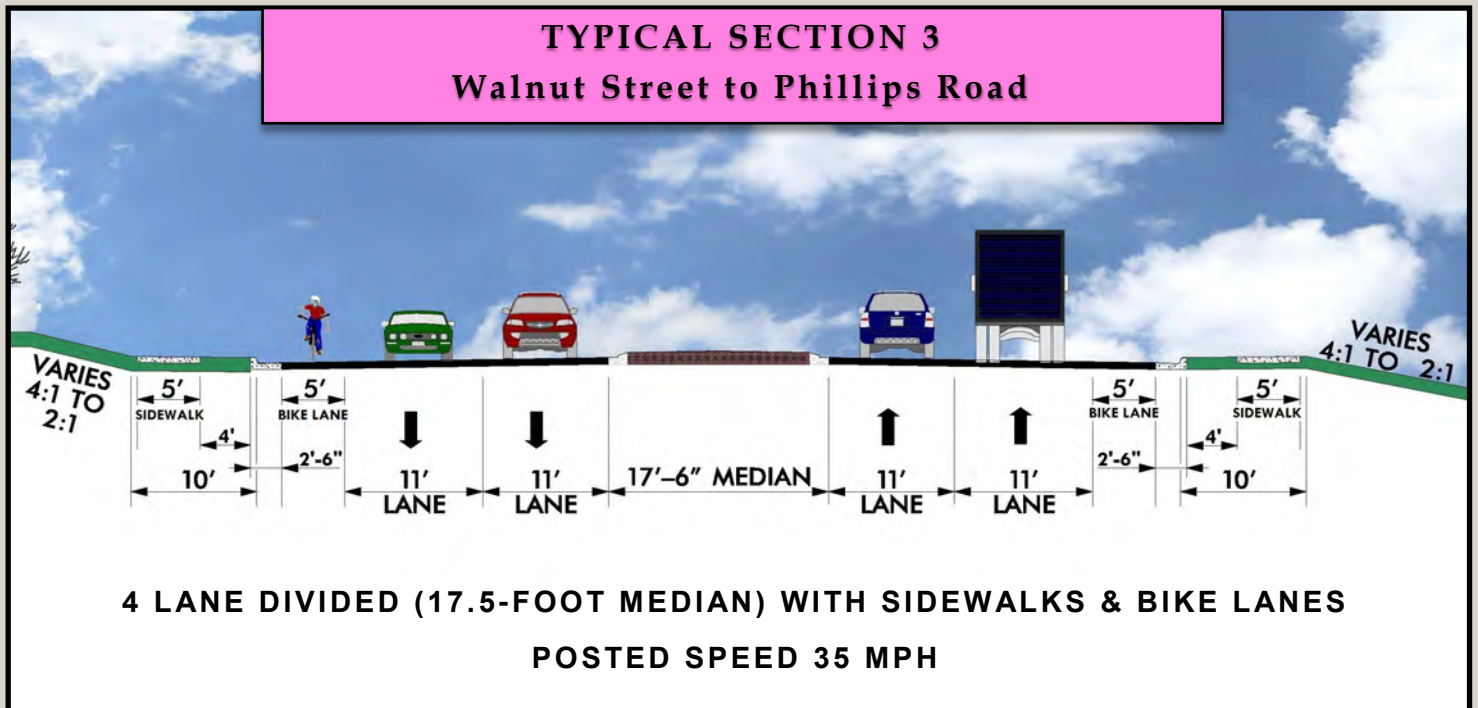 TYPICAL SECTION 3
Walnut Street to Phillips Road
VARIES
4:1 TO
2:1
5'
SIDEWALK
4'
10'
2'-6"
5'
BIKE LANE
11'
LANE
11'
LANE
17'–6" MEDIAN
11'
LANE
11'
LANE
5'
BIKE LANE
2'-6"
5'
SIDEWALK
4'
10'
VARIES
4:1 TO 2:1
4 LANE DIVIDED (17.5-FOOT MEDIAN) WITH SIDEWALKS & BIKE LANES
POSTED SPEED 35 MPH